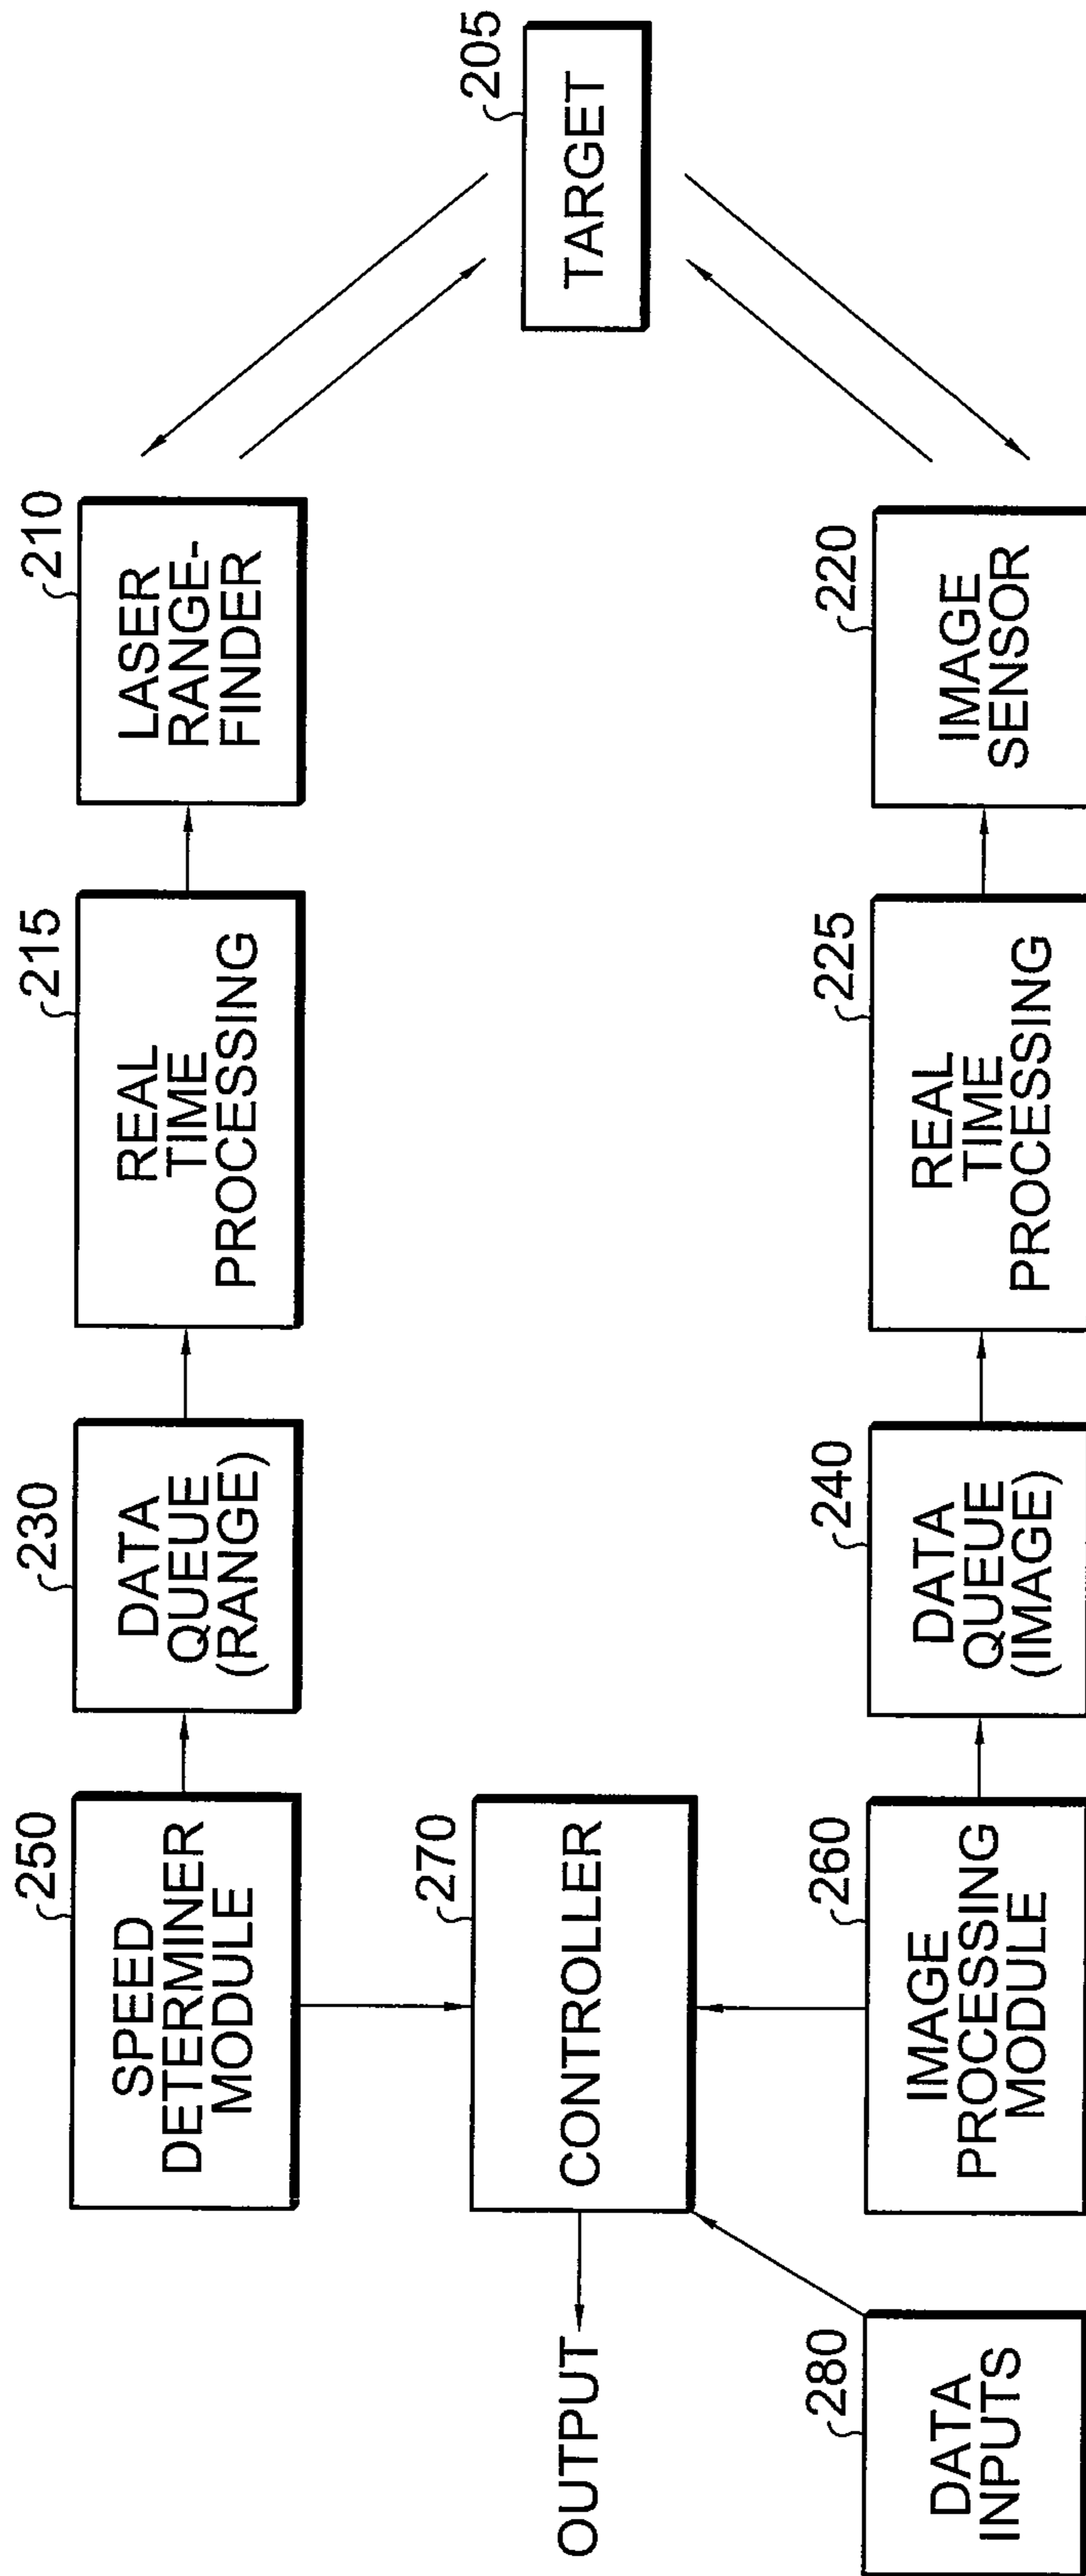 250
SPEED
DETERMINER
MODULE
230
DATA
QUEUE
(RANGE)
215
REAL
TIME
PROCESSING
210
LASER
RANGE-
FINDER
205
TARGET
OUTPUT
270
CONTROLLER
280
DATA
INPUTS
260
IMAGE
PROCESSING
MODULE
240
DATA
QUEUE
(IMAGE)
225
REAL
TIME
PROCESSING
220
IMAGE
SENSOR